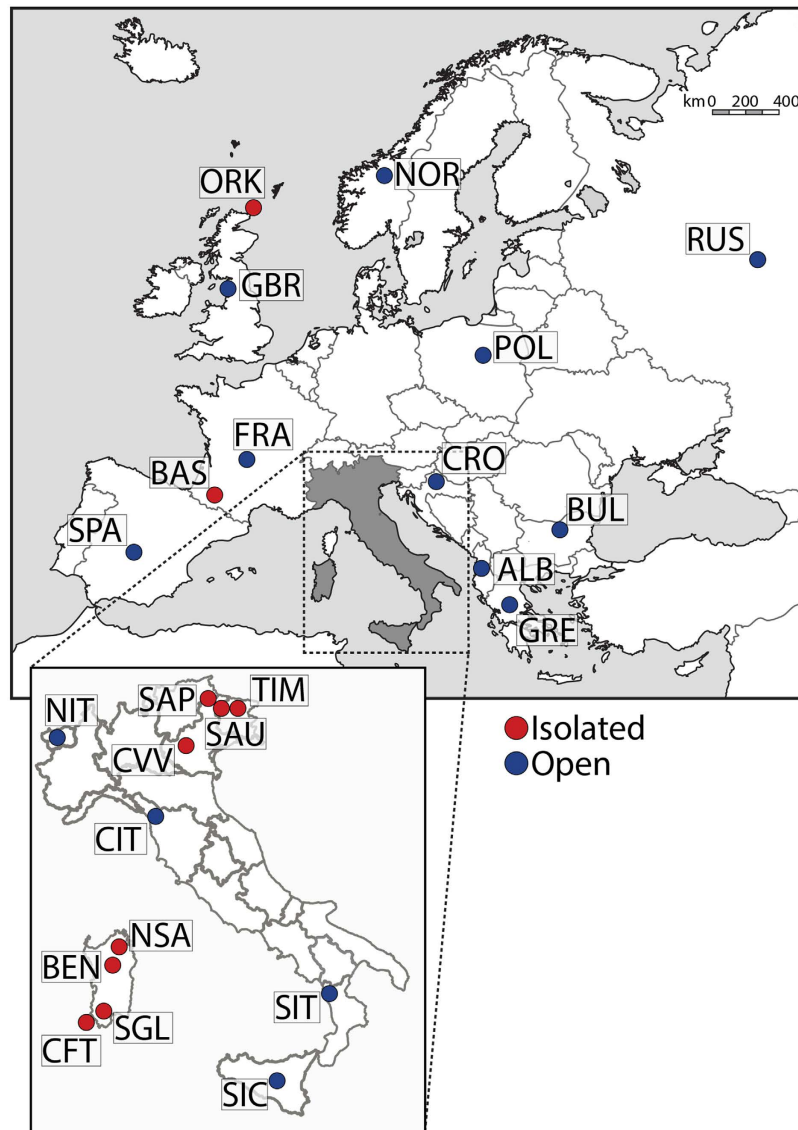 km 0 200 400
ORK
NOR
RUS
GBR
POL
FRA
CRO
BAS
BUL
SPA
ALB
GRE
SAP
TIM
NIT
SAU
CVV
CIT
NSA
BEN
SIT
SGL
CFT
SIC
Isolated
Open